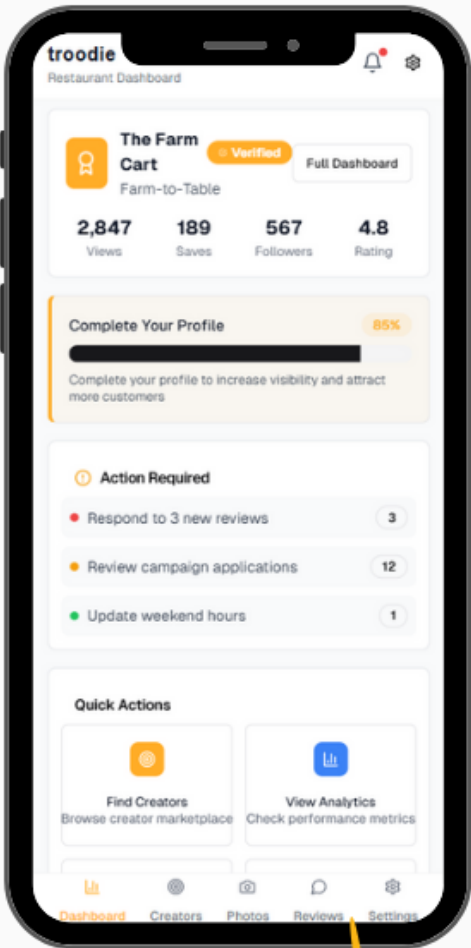 troodie
Restaurant Dashboard
The Farm
Cart
Verified
Full Dashboard
Farm-to-Table
2,847 189 567 4.8
Views Saves Followers Rating
Complete Your Profile 85%
Complete your profile to increase visibility and attract
more customers
Action Required
Respond to 3 new reviews 3
Review campaign applications 12
Update weekend hours 1
Quick Actions
Find Creators View Analytics
Browse creator marketplace Check performance metrics
Dashboard Creators Photos Reviews Settings